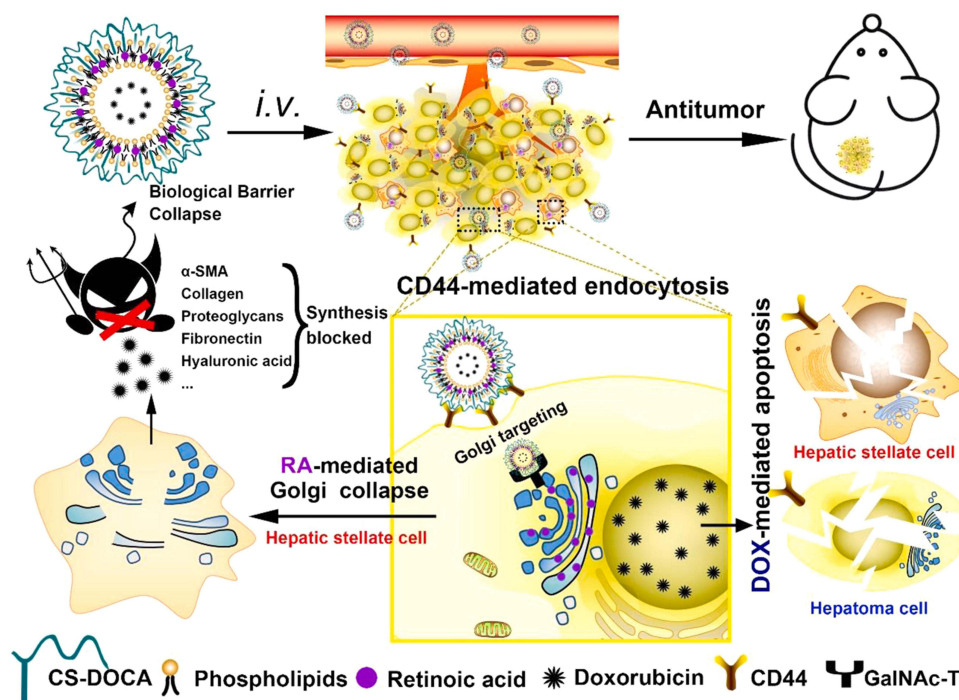 i.v.
Antitumor
Biological Barrier
Collapse
α-SMA
Collagen
Proteoglycans
Fibronectin
Hyaluronic acid
...
Synthesis
blocked
CD44-mediated endocytosis
Golgi targeting
RA-mediated
Golgi collapse
Hepatic stellate cell
DOX-mediated apoptosis
Hepatic stellate cell
Hepatoma cell
CS-DOCA
Phospholipids
Retinoic acid
Doxorubicin
CD44
GalNAc-T